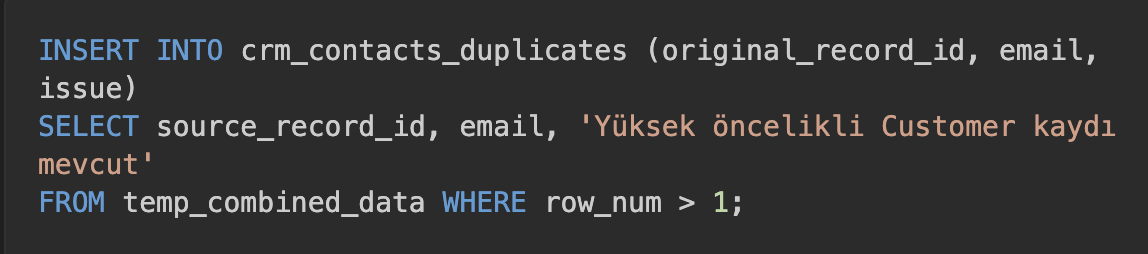 INSERT INTO crm_contacts_duplicates (original_record_id, email,
issue)
SELECT source_record_id, email, 'Yüksek öncelikli Customer kaydı
mevcut'
FROM temp_combined_data WHERE row_num > 1;